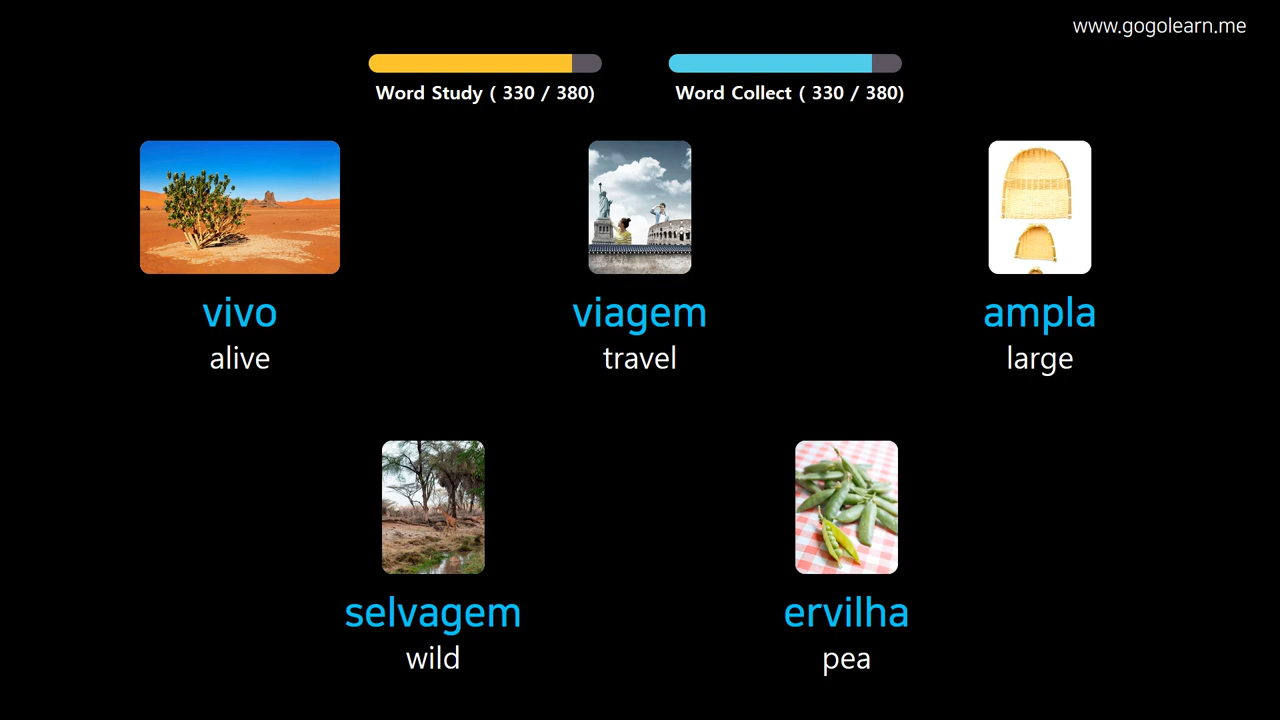 www.gogolearn.me
Word Study ( 330 / 380)
Word Collect ( 330 / 380)
vivo
alive
viagem
travel
ampla
large
selvagem
wild
ervilha
pea